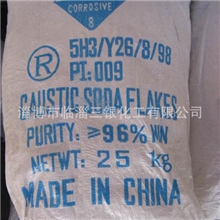 CORROSIVE
8
5H3/Y26/8/98
R
PI: 009
CAUSTIC SODA FLAKES
淄博市临淄三银化工有限公司
PURITY: ≥96% MIN
NETWT: 25 kg
MADE IN CHINA